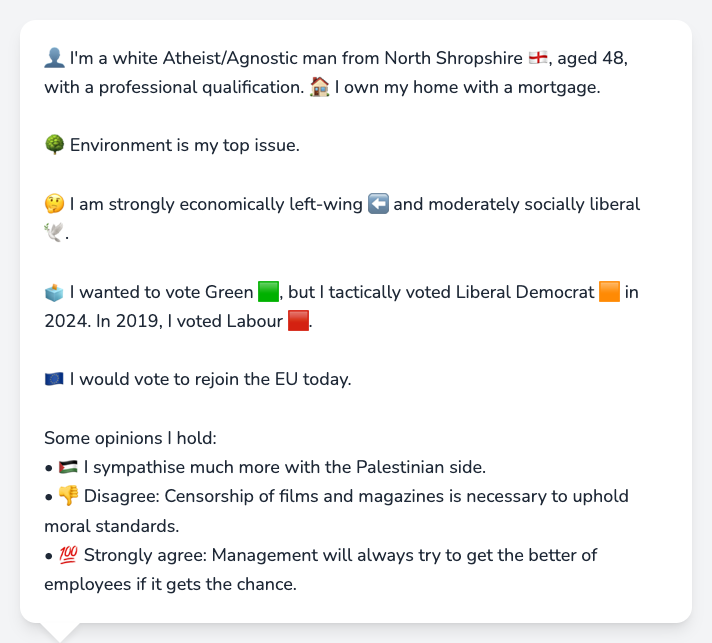 👤 I'm a white Atheist/Agnostic man from North Shropshire 🏴󠁧󠁢󠁥󠁮󠁧󠁿, aged 48,
with a professional qualification. 🏠 I own my home with a mortgage.
🌳 Environment is my top issue.
🤔 I am strongly economically left-wing ⬅️ and moderately socially liberal
🕊️.
🗳️ I wanted to vote Green 🟩, but I tactically voted Liberal Democrat 🟧 in
2024. In 2019, I voted Labour 🟥.
🇪🇺 I would vote to rejoin the EU today.
Some opinions I hold:
• 🇵🇸 I sympathise much more with the Palestinian side.
• 👎 Disagree: Censorship of films and magazines is necessary to uphold
moral standards.
• 💯 Strongly agree: Management will always try to get the better of
employees if it gets the chance.